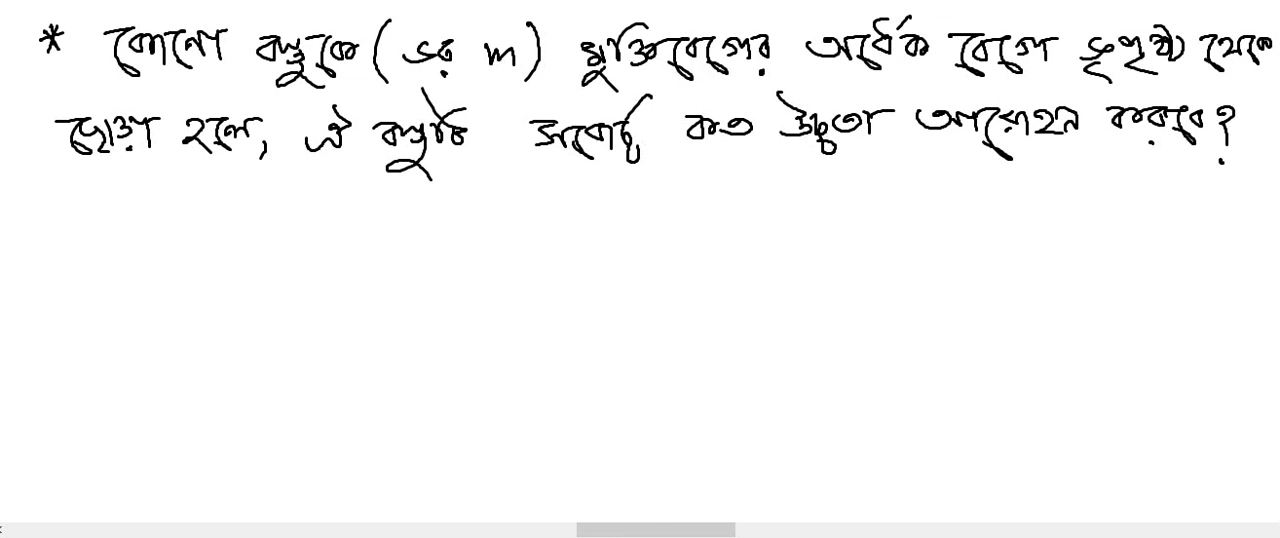 * কোনো বস্তুকে ( ভর m ) মুক্তিবেগের অর্ধেক বেগে ভূপৃষ্ঠ থেকে
ছোড়া হলে, ঐ বস্তুটি সর্বোচ্চ কত উচ্চতা আরোহন করবে?